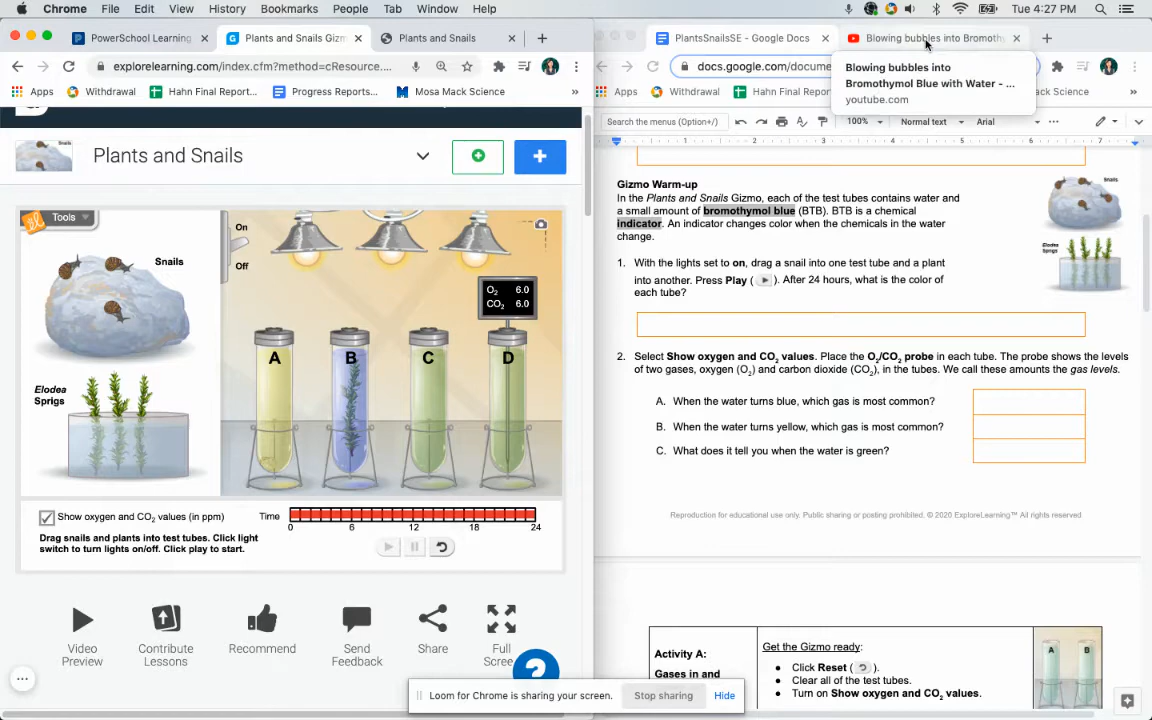 Chrome File Edit View History Bookmarks People Tab Window Help Tue 4:27 PM
PowerSchool Learning
Plants and Snails Gizm
Plants and Snails
explorelearning.com/index.cfm?method=cResource....
Apps Withdrawal Hahn Final Report... Progress Reports... Mosa Mack Science
Plants and Snails
Tools
On
Off
Snails
Elodea
Sprigs
O₂ 6.0
CO₂ 6.0
A B C D
Show oxygen and CO₂ values (in ppm)
Time
0 6 12 18 24
Drag snails and plants into test tubes. Click light
switch to turn lights on/off. Click play to start.
Video
Preview
Contribute
Lessons
Recommend
Send
Feedback
Share
Full
Scree
?
Loom for Chrome is sharing your screen. Stop sharing Hide
PlantsSnailsSE - Google Docs
Blowing bubbles into Bromothy
docs.google.com/docume
Blowing bubbles into
Bromothymol Blue with Water - ...
youtube.com
Apps Withdrawal Hahn Final Report
ck Science
Search the menus (Option+/)
100% Normal text Arial
1 2 3 4 5 6 7
Gizmo Warm-up
In the Plants and Snails Gizmo, each of the test tubes contains water and
a small amount of bromothymol blue (BTB). BTB is a chemical
indicator. An indicator changes color when the chemicals in the water
change.
Snails
Elodea
Sprigs
1. With the lights set to on, drag a snail into one test tube and a plant
into another. Press Play ( ). After 24 hours, what is the color of
each tube?
2. Select Show oxygen and CO₂ values. Place the O₂/CO₂ probe in each tube. The probe shows the levels
of two gases, oxygen (O₂) and carbon dioxide (CO₂), in the tubes. We call these amounts the gas levels.
A. When the water turns blue, which gas is most common?
B. When the water turns yellow, which gas is most common?
C. What does it tell you when the water is green?
Reproduction for educational use only. Public sharing or posting prohibited. © 2020 ExploreLearning™ All rights reserved
Activity A:
Gases in and
Get the Gizmo ready:
● Click Reset ( ).
● Clear all of the test tubes.
● Turn on Show oxygen and CO₂ values.
A B